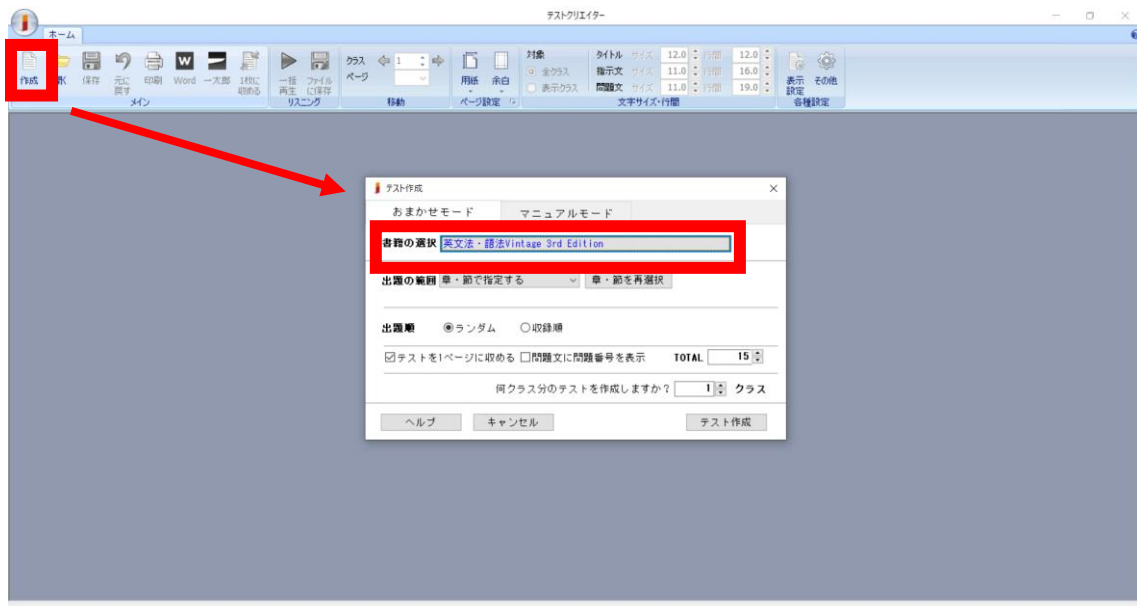 テストクリエイター
ホーム
作成
保存
元に戻す
印刷
Word
一太郎
1枚に収める
メイン
一括再生
ファイルに保存
リスニング
クラス 1
ページ
移動
用紙
余白
ページ設定
対象
全クラス
表示クラス
タイトル サイズ 12.0 行間 12.0
指示文 サイズ 11.0 行間 16.0
問題文 サイズ 11.0 行間 19.0
文字サイズ・行間
表示設定
その他
各種設定
テスト作成
おまかせモード マニュアルモード
書籍の選択 英文法・語法Vintage 3rd Edition
出題の範囲 章・節で指定する 章・節を再選択
出題順 ランダム 収録順
テストを1ページに収める 問題文に問題番号を表示 TOTAL 15
何クラス分のテストを作成しますか？ 1 クラス
ヘルプ キャンセル テスト作成